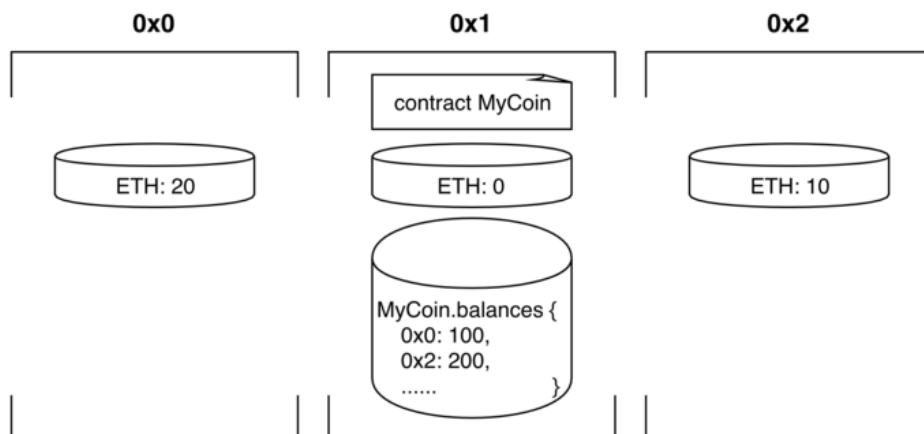 0x0
0x1
0x2
contract MyCoin
ETH: 20
ETH: 0
ETH: 10
MyCoin.balances {
0x0: 100,
0x2: 200,
...... }